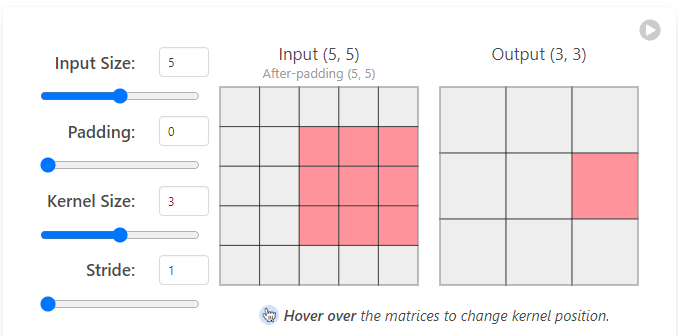 Input Size: 5
Padding: 0
Kernel Size: 3
Stride: 1
Input (5, 5)
After-padding (5, 5)
Output (3, 3)
Hover over the matrices to change kernel position.